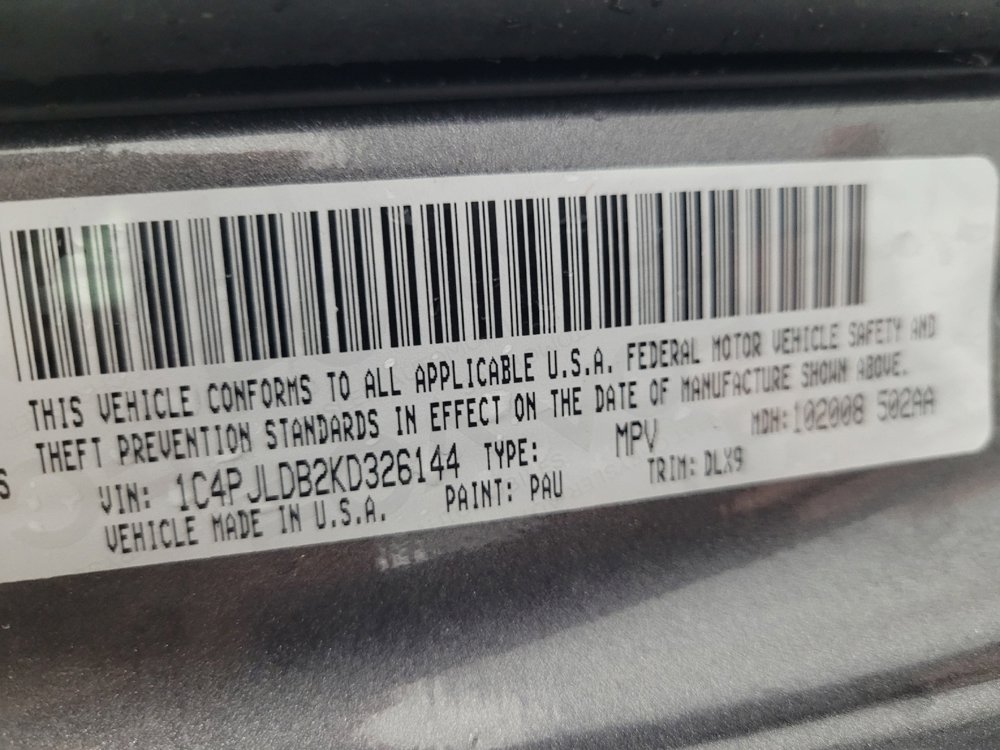 THIS VEHICLE CONFORMS TO ALL APPLICABLE U.S.A. FEDERAL MOTOR VEHICLE SAFETY AND
THEFT PREVENTION STANDARDS IN EFFECT ON THE DATE OF MANUFACTURE SHOWN ABOVE.
S
VIN: 1C4PJLDB2KD326144 TYPE: MPV MDH:102008 502AA
VEHICLE MADE IN U.S.A. PAINT: PAU TRIM: DLX9